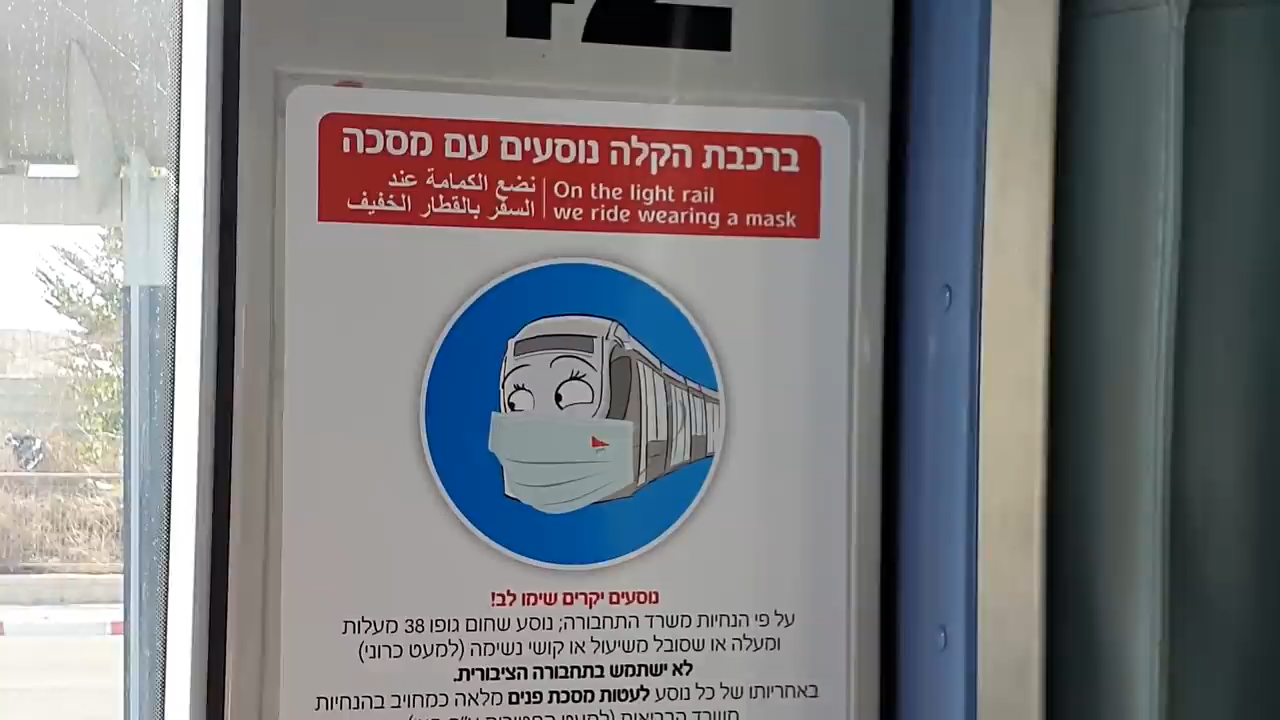 ברכבת הקלה נוסעים עם מסכה
On the light rail
we ride wearing a mask
نضع الكمامة عند
السفر بالقطار الخفيف
נוסעים יקרים שימו לב!
על פי הנחיות משרד התחבורה; נוסע שחום גופו 38 מעלות
ומעלה או שסובל משיעול או קושי נשימה (למעט כרוני)
לא ישתמש בתחבורה הציבורית.
באחריותו של כל נוסע לעטות מסכת פנים מלאה כמחויב בהנחיות
משרד הבריאות (למעט